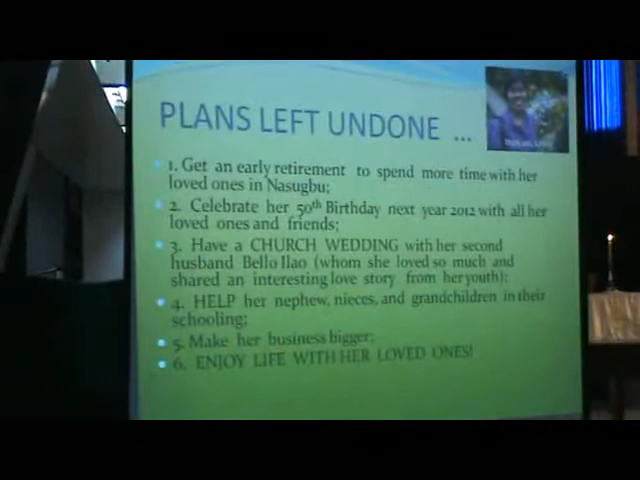 PLANS LEFT UNDONE ...
1. Get an early retirement to spend more time with her
loved ones in Nasugbu;
2. Celebrate her 50th Birthday next year 2012 with all her
loved ones and friends;
3. Have a CHURCH WEDDING with her second
husband Bello Ilao (whom she loved so much and
shared an interesting love story from her youth);
4. HELP her nephew, nieces, and grandchildren in their
schooling;
5. Make her business bigger;
6. ENJOY LIFE WITH HER LOVED ONES!